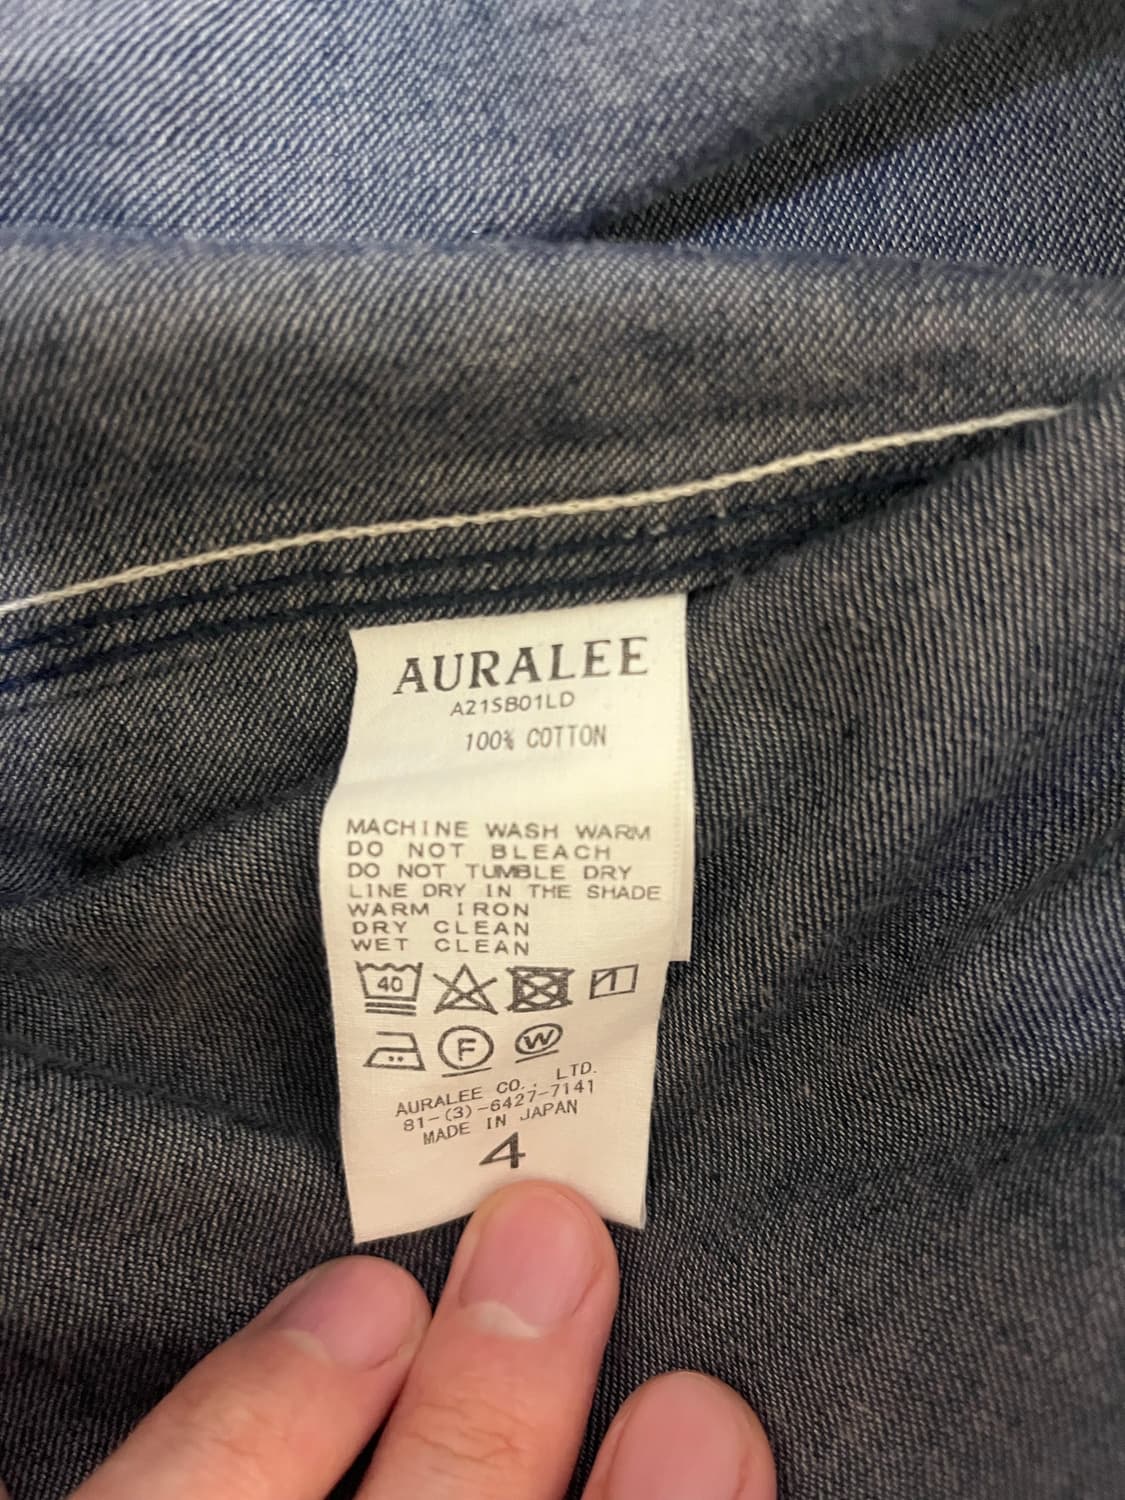 AURALEE
A21SB01LD
100% COTTON
MACHINE WASH WARM
DO NOT BLEACH
DO NOT TUMBLE DRY
LINE DRY IN THE SHADE
WARM IRON
DRY CLEAN
WET CLEAN
40
F W
AURALEE CO., LTD.
81-(3)-6427-7141
MADE IN JAPAN
4